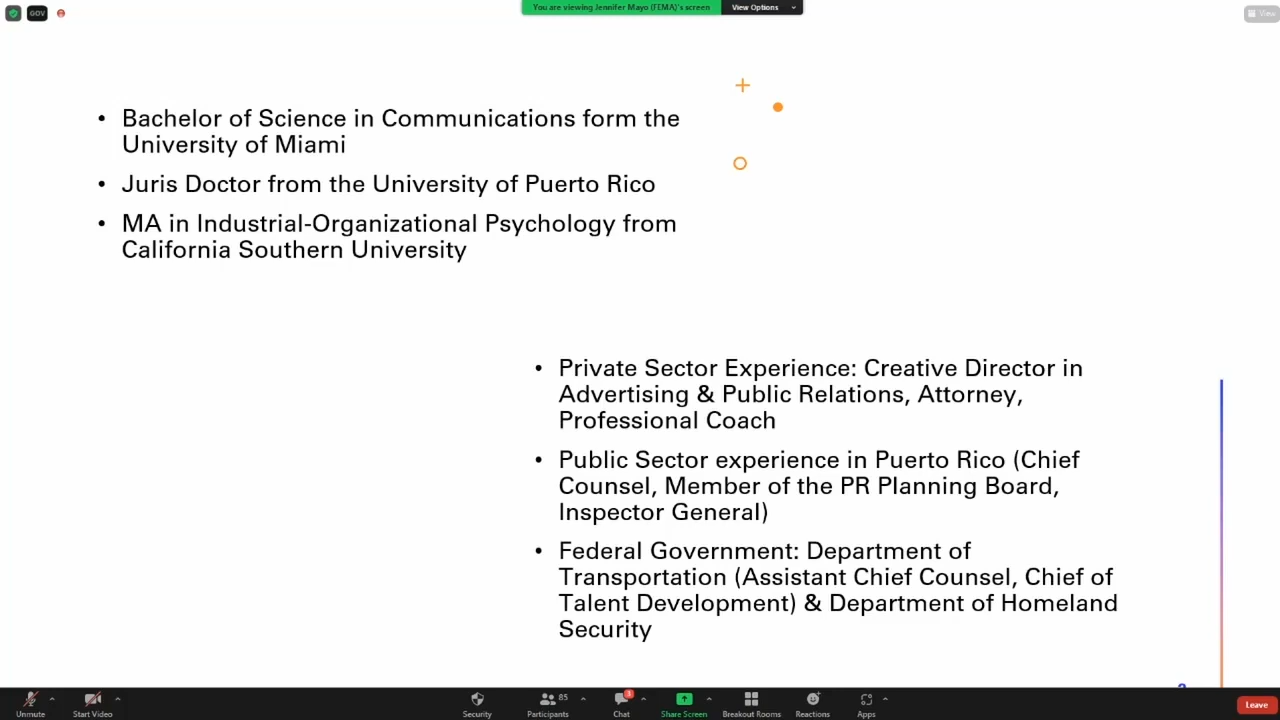 GOV
You are viewing Jennifer Mayo (FEMA)'s screen
View Options
View
• Bachelor of Science in Communications form the
University of Miami
• Juris Doctor from the University of Puerto Rico
• MA in Industrial-Organizational Psychology from
California Southern University
• Private Sector Experience: Creative Director in
Advertising & Public Relations, Attorney,
Professional Coach
• Public Sector experience in Puerto Rico (Chief
Counsel, Member of the PR Planning Board,
Inspector General)
• Federal Government: Department of
Transportation (Assistant Chief Counsel, Chief of
Talent Development) & Department of Homeland
Security
Unmute
Start Video
Security
85
Participants
3
Chat
Share Screen
Breakout Rooms
Reactions
Apps
Leave